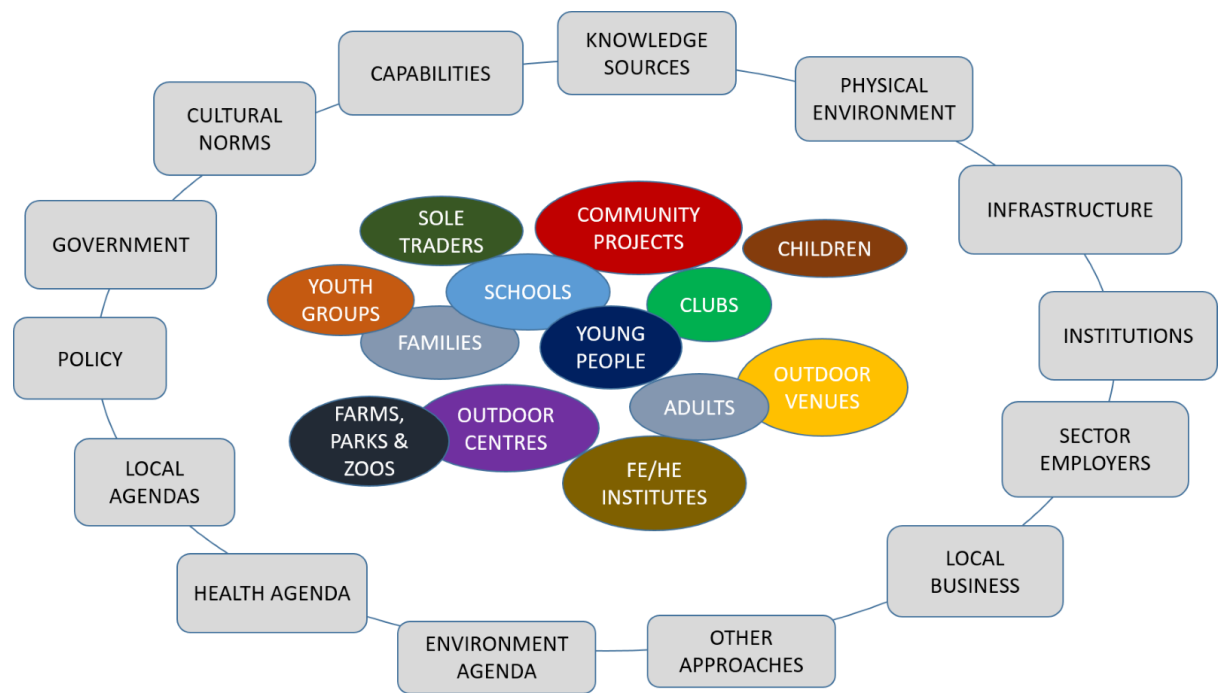 KNOWLEDGE
SOURCES
CAPABILITIES
PHYSICAL
ENVIRONMENT
CULTURAL
NORMS
INFRASTRUCTURE
GOVERNMENT
INSTITUTIONS
POLICY
SECTOR
EMPLOYERS
LOCAL
AGENDAS
LOCAL
BUSINESS
HEALTH AGENDA
OTHER
APPROACHES
ENVIRONMENT
AGENDA
SOLE
TRADERS
COMMUNITY
PROJECTS
CHILDREN
YOUTH
GROUPS
SCHOOLS
CLUBS
FAMILIES
YOUNG
PEOPLE
OUTDOOR
VENUES
ADULTS
FARMS,
PARKS &
ZOOS
OUTDOOR
CENTRES
FE/HE
INSTITUTES